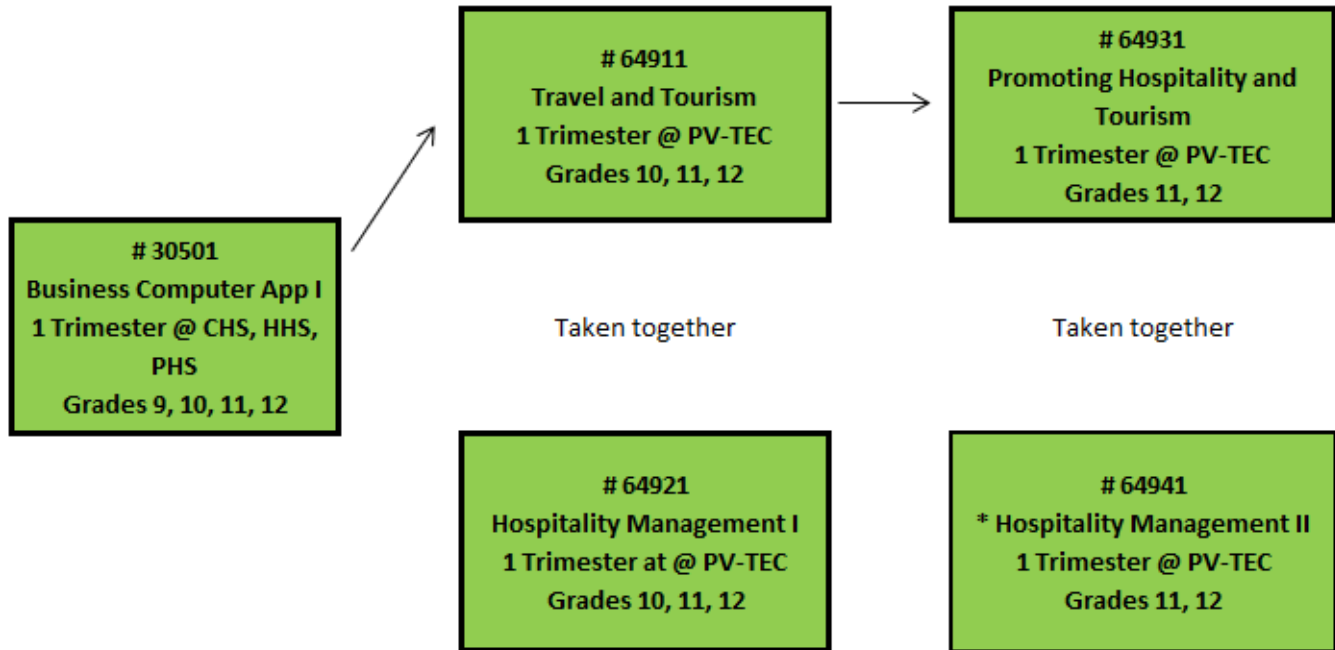 # 30501
Business Computer App I
1 Trimester @ CHS, HHS,
PHS
Grades 9, 10, 11, 12
# 64911
Travel and Tourism
1 Trimester @ PV-TEC
Grades 10, 11, 12
Taken together
# 64921
Hospitality Management I
1 Trimester at @ PV-TEC
Grades 10, 11, 12
# 64931
Promoting Hospitality and
Tourism
1 Trimester @ PV-TEC
Grades 11, 12
Taken together
# 64941
* Hospitality Management II
1 Trimester @ PV-TEC
Grades 11, 12